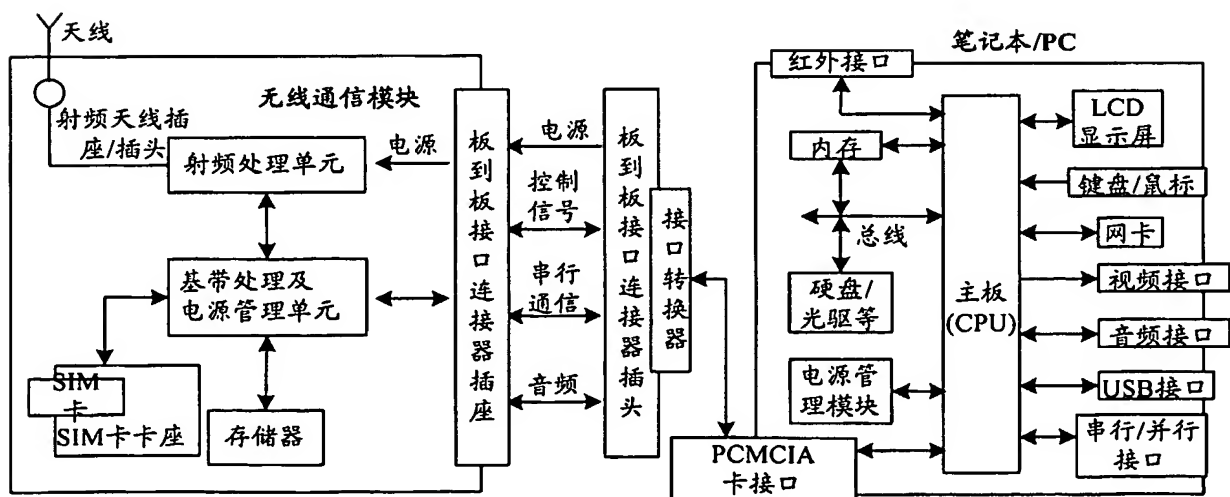 天线
无线通信模块
射频天线插
座/插头
射频处理单元
电源
基带处理及
电源管理单元
SIM
卡
SIM卡卡座
存储器
板到板接口连接器插座
电源
控制
信号
串行
通信
音频
板到板接口连接器插头
接口转换器
笔记本/PC
红外接口
内存
总线
硬盘/
光驱等
电源管
理模块
PCMCIA
卡接口
主板
(CPU)
LCD
显示屏
键盘/鼠标
网卡
视频接口
音频接口
USB接口
串行/并行
接口